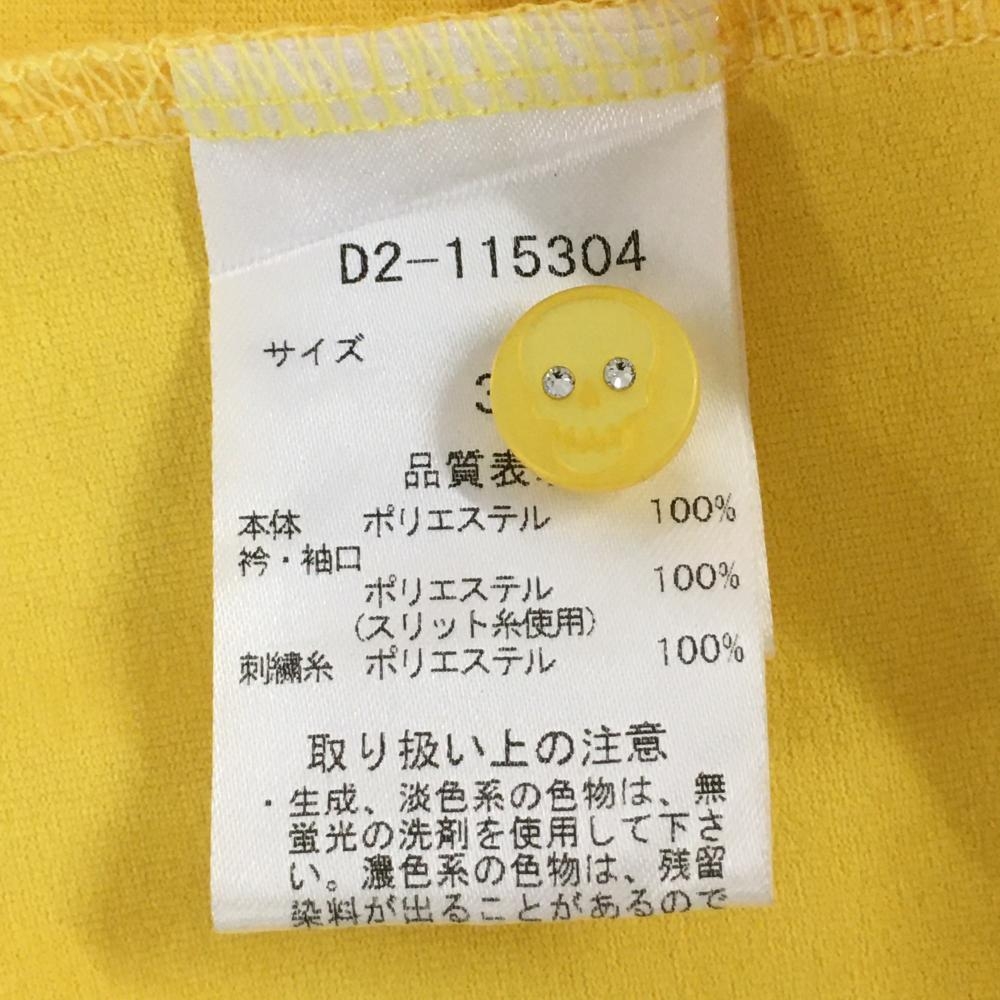 D2-115304
サイズ
3
品質表
本体 ポリエステル 100%
衿・袖口
ポリエステル 100%
(スリット糸使用)
刺繍糸 ポリエステル 100%
取り扱い上の注意
・生成、淡色系の色物は、無
蛍光の洗剤を使用して下さ
い。濃色系の色物は、残留
染料が出ることがあるので